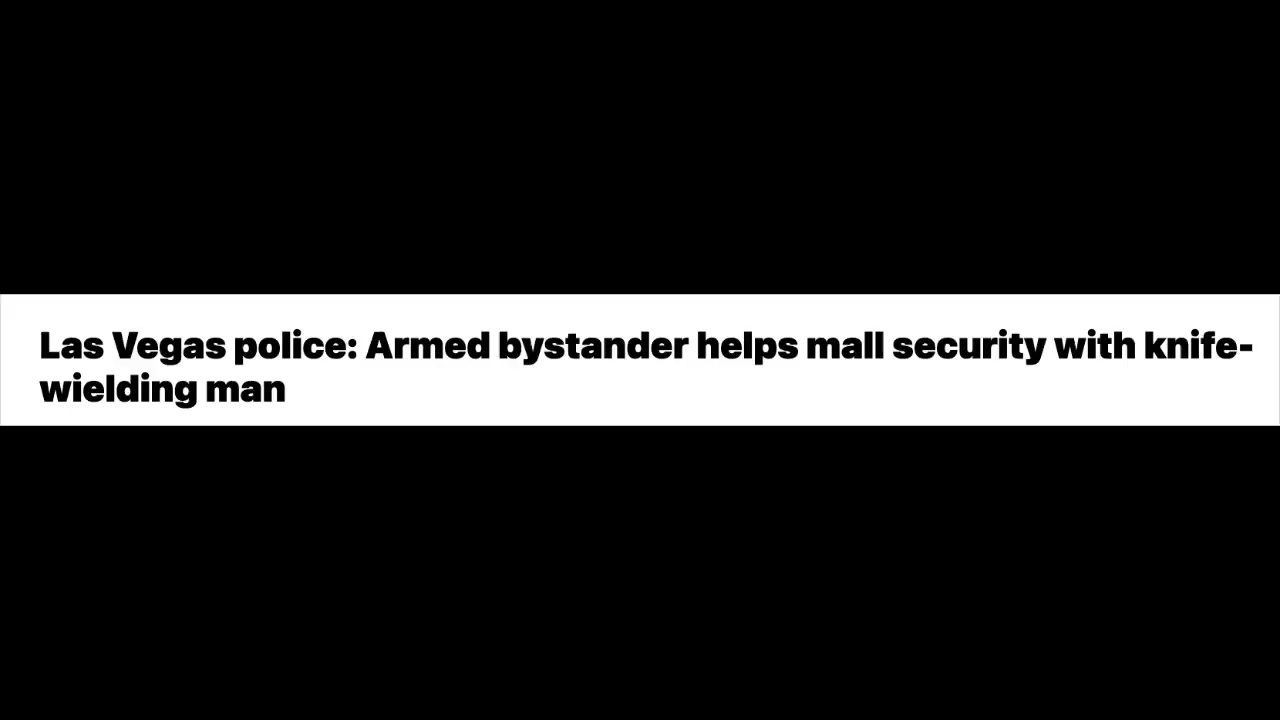 Las Vegas police: Armed bystander helps mall security with knife-
wielding man